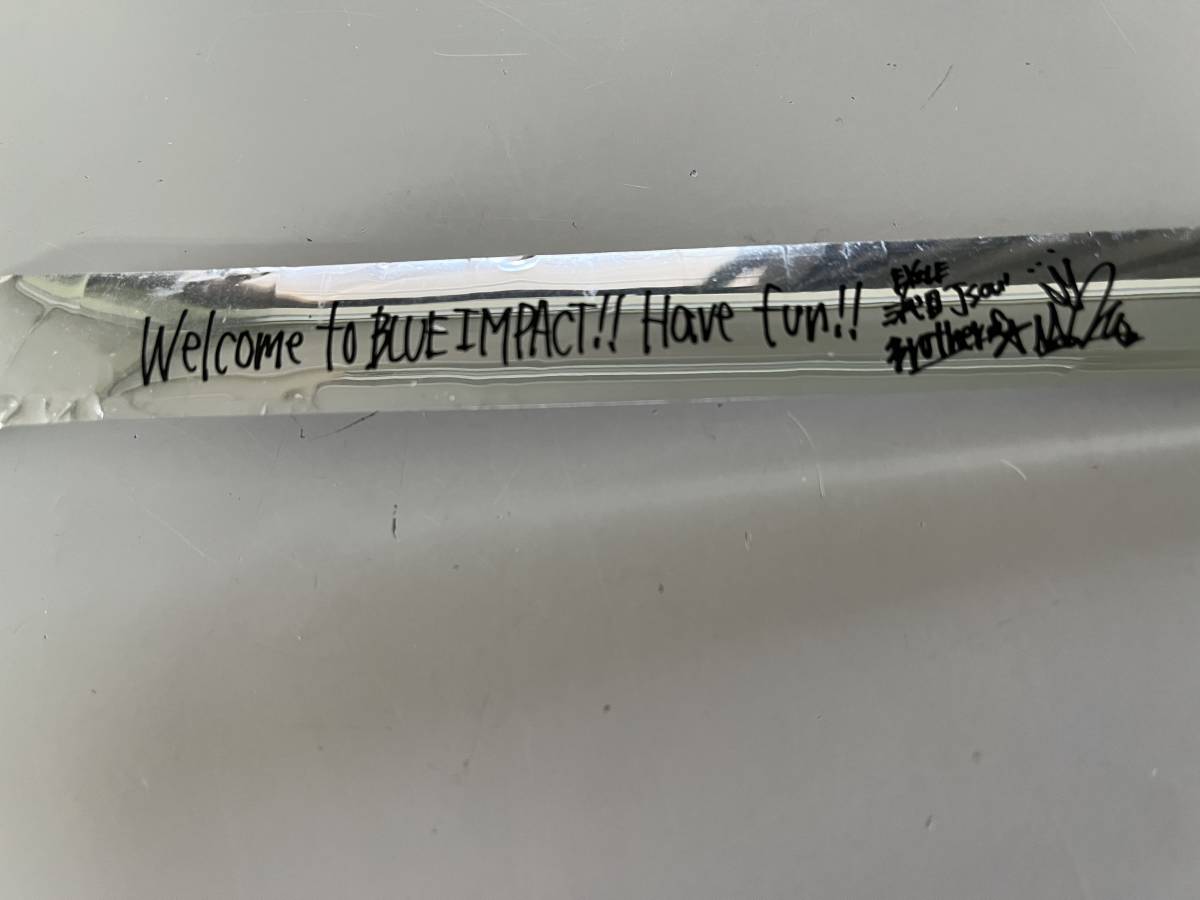 Welcome to BLUE IMPACT!! Have fun!!
EXILE
三代目 J soul
Brothers